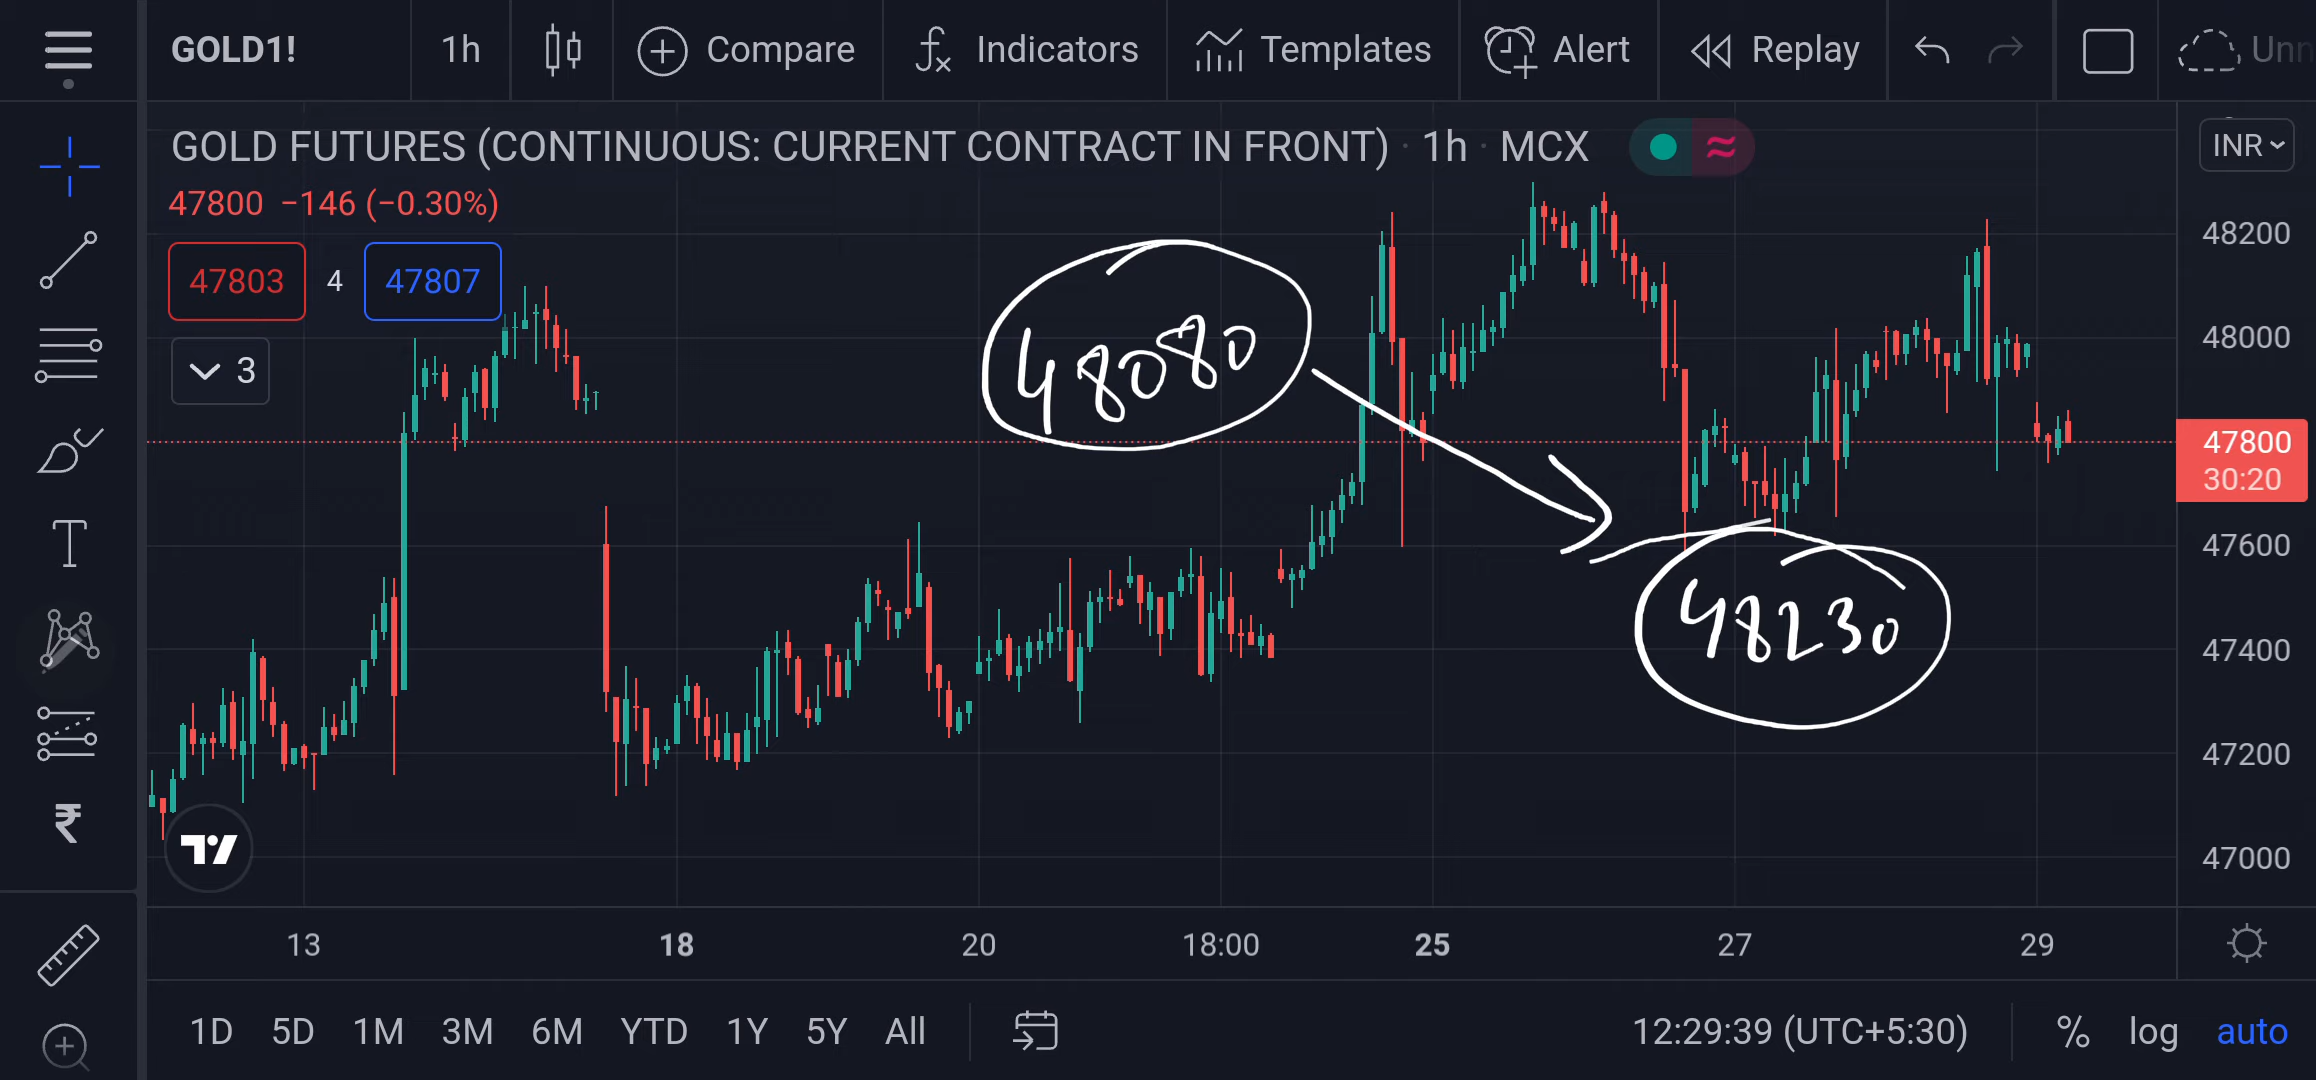 GOLD1! 1h Compare Indicators Templates Alert Replay Unn
GOLD FUTURES (CONTINUOUS: CURRENT CONTRACT IN FRONT) · 1h · MCX INR
47800 −146 (−0.30%)
48200
47803 4 47807
48080
48000
3
47800
30:20
47600
48230
47400
47200
47000
13 18 20 18:00 25 27 29
1D 5D 1M 3M 6M YTD 1Y 5Y All 12:29:39 (UTC+5:30) % log auto